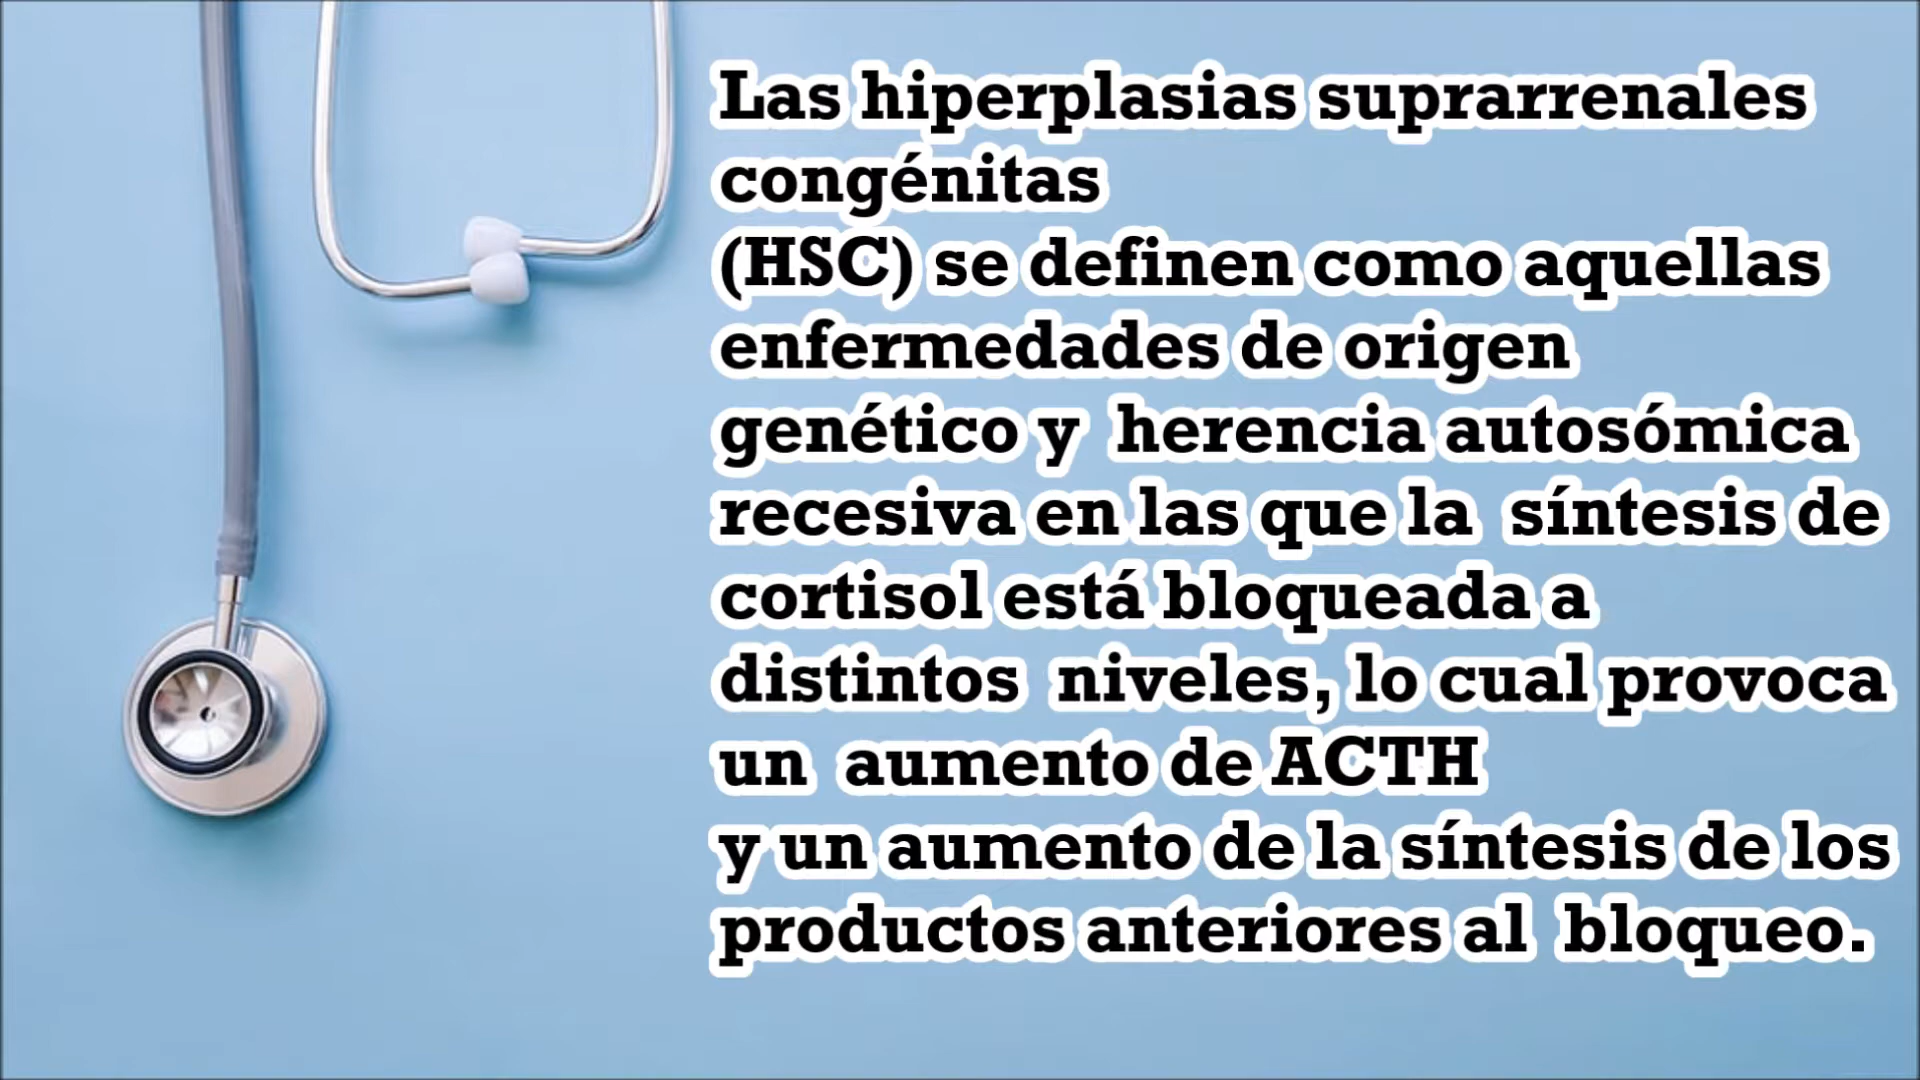 Las hiperplasias suprarrenales
congénitas
(HSC) se definen como aquellas
enfermedades de origen
genético y herencia autosómica
recesiva en las que la síntesis de
cortisol está bloqueada a
distintos niveles, lo cual provoca
un aumento de ACTH
y un aumento de la síntesis de los
productos anteriores al bloqueo.